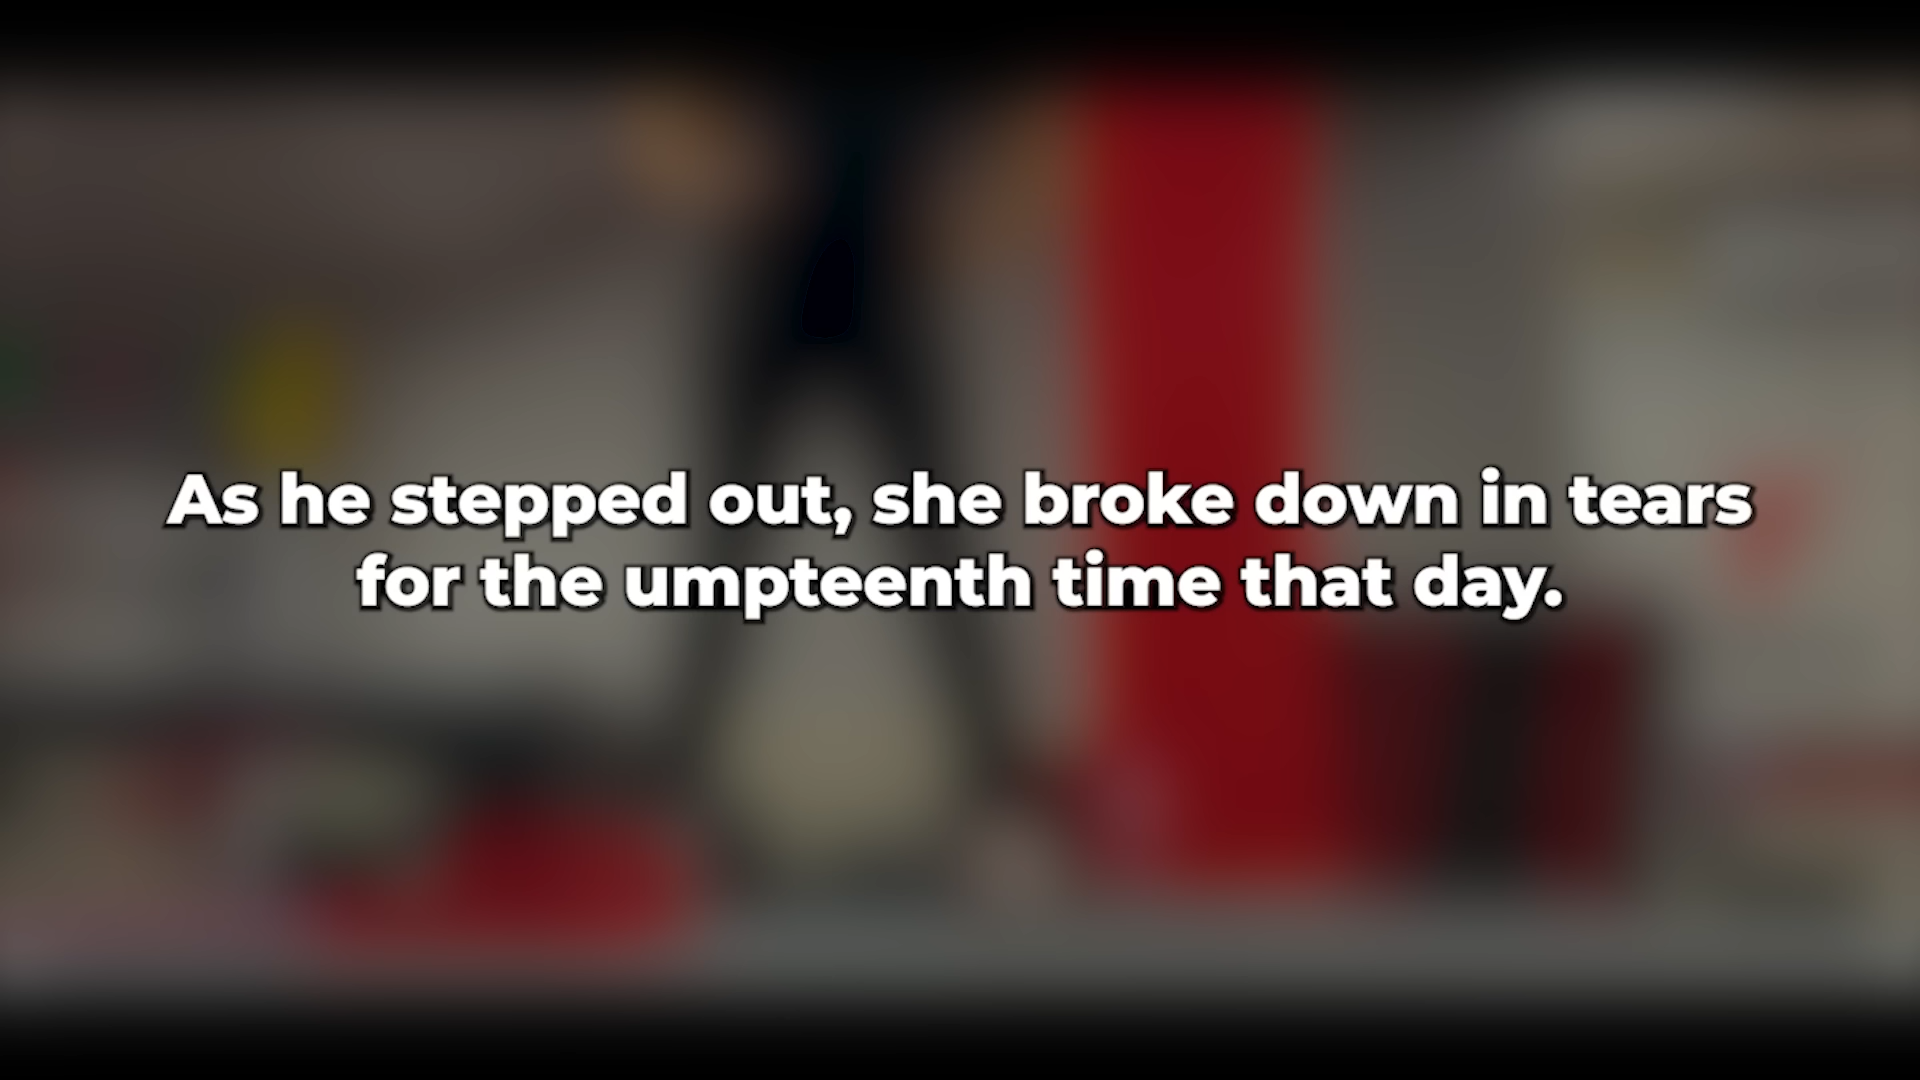 As he stepped out, she broke down in tears
for the umpteenth time that day.